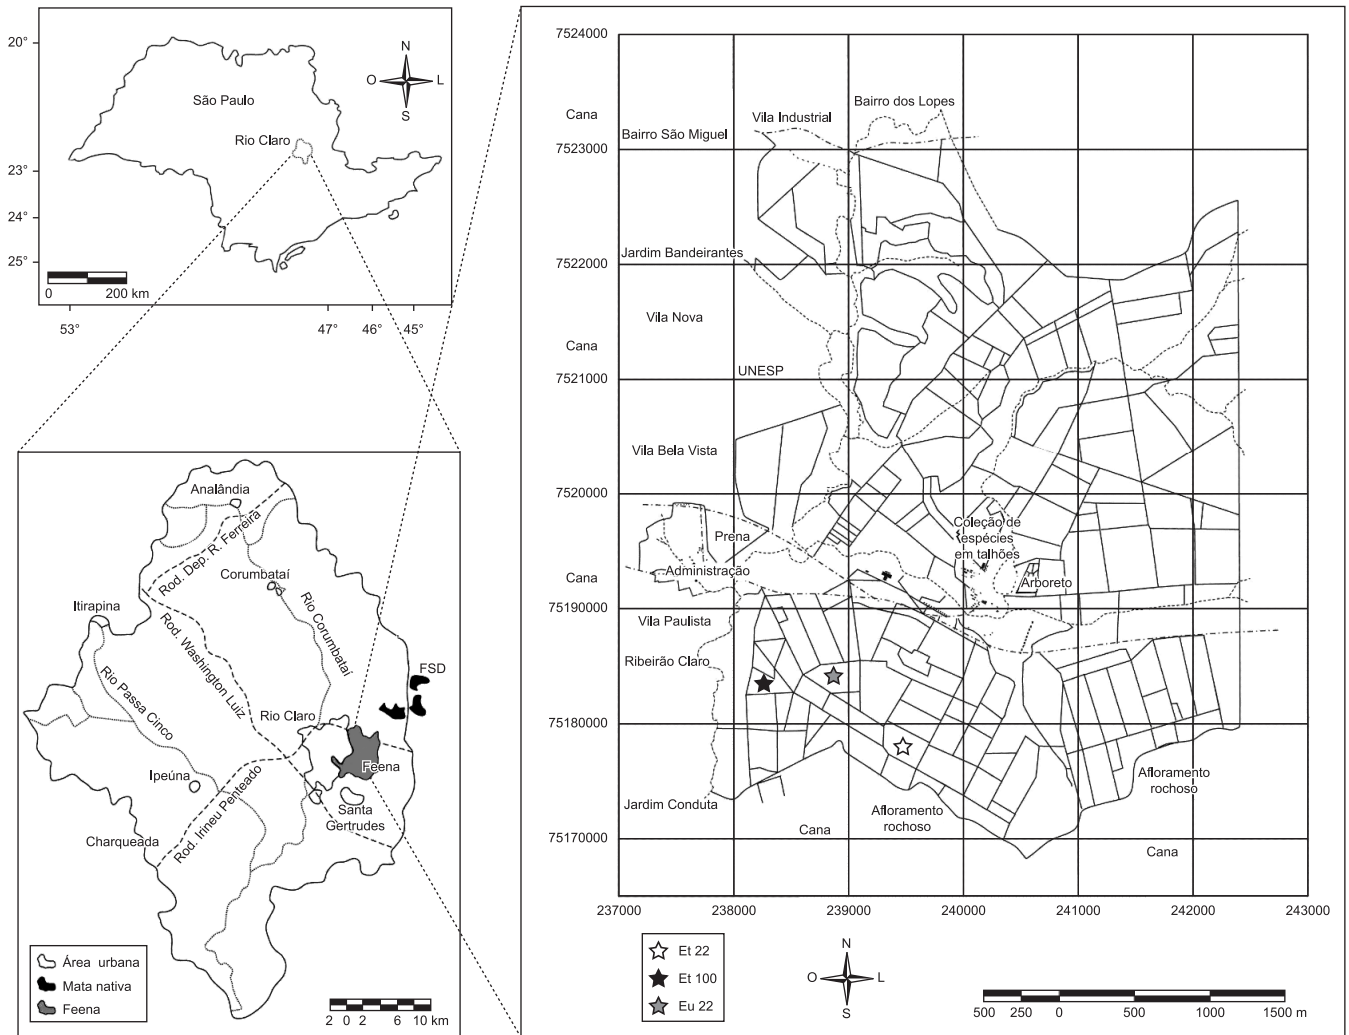 20°
23°
24°
25°
53°
47°
46°
45°
São Paulo
Rio Claro
N
O
L
S
0
200 km
Analândia
Rod. Dep. R. Ferreira
Corumbataí
Rio Corumbataí
Itirapina
Rod. Washington Luiz
Rio Passa Cinco
FSD
Rio Claro
Feena
Ipeúna
Santa
Gertrudes
Rod. Irineu Penteado
Charqueada
Área urbana
Mata nativa
Feena
2 0 2 6 10 km
7524000
Cana
Bairro dos Lopes
Vila Industrial
Bairro São Miguel
7523000
Jardim Bandeirantes
7522000
Vila Nova
Cana
UNESP
7521000
Vila Bela Vista
7520000
Coleção de
espécies
em talhões
Prena
Administração
Cana
Arboreto
75190000
Vila Paulista
Ribeirão Claro
75180000
Afloramento
rochoso
Jardim Conduta
Afloramento
rochoso
Cana
75170000
Cana
237000
238000
239000
240000
241000
242000
243000
Et 22
Et 100
Eu 22
N
O
L
S
500 250 0 500 1000 1500 m